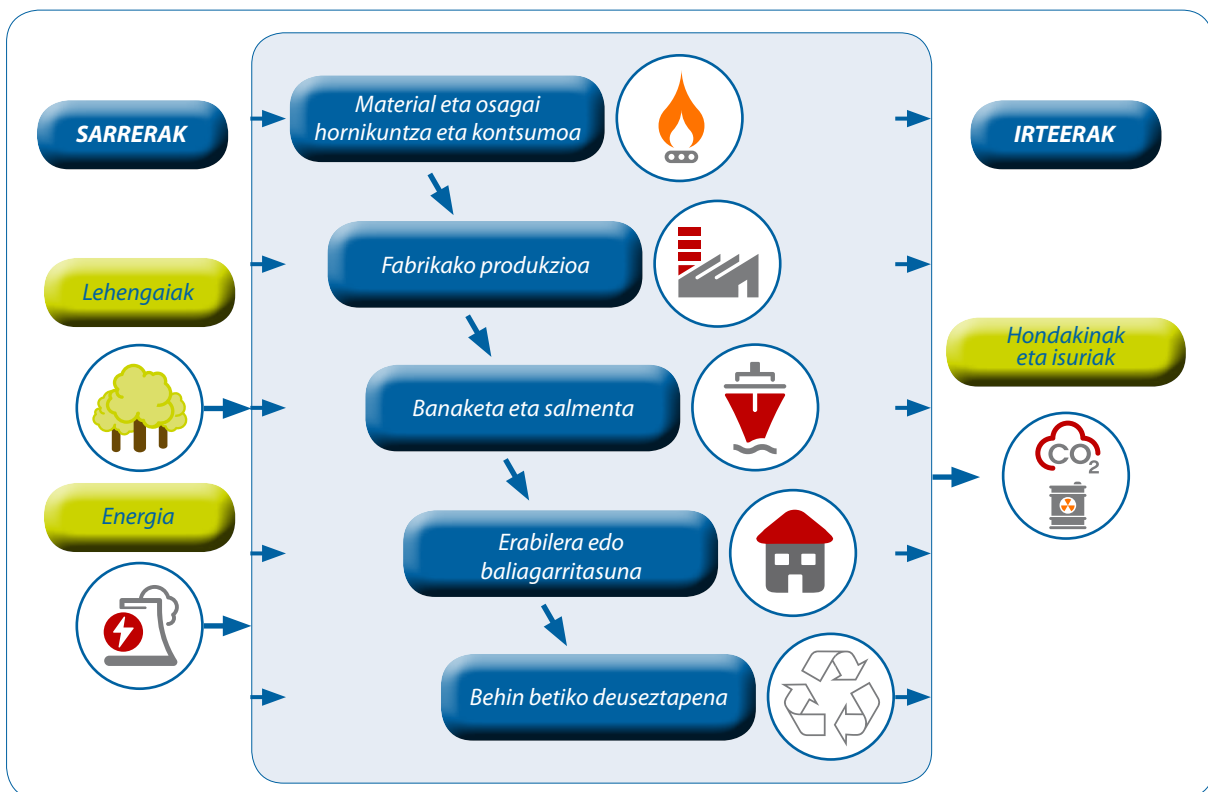 SARRERAK
Lehengaiak
Energia
Material eta osagai
hornikuntza eta kontsumoa
Fabrikako produkzioa
Banaketa eta salmenta
Erabilera edo
baliagarritasuna
Behin betiko deuseztapena
IRTEERAK
Hondakinak
eta isuriak
CO2